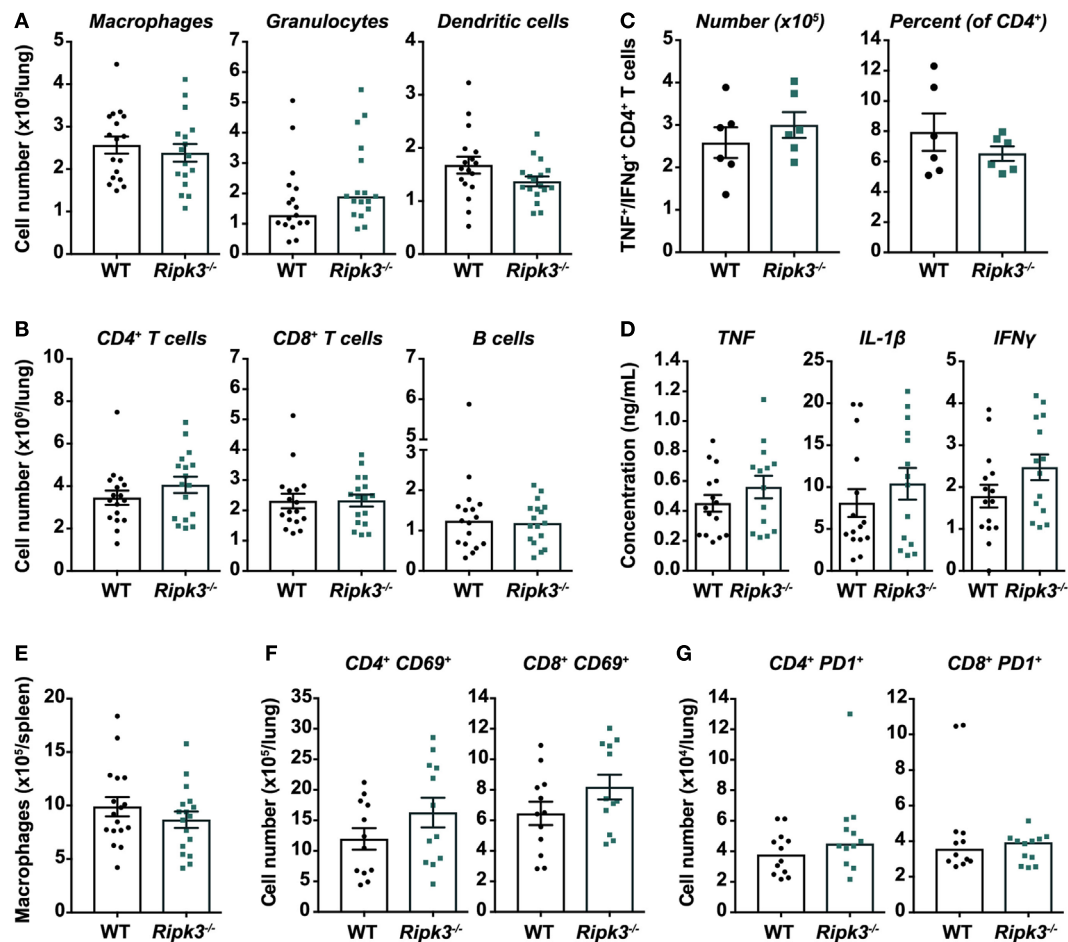 A
Macrophages
Granulocytes
Dendritic cells
Cell number (x10⁵lung)
5
4
3
2
1
0
WT
Ripk3⁻/⁻
7
6
5
4
3
2
1
0
WT
Ripk3⁻/⁻
4
3
2
1
0
WT
Ripk3⁻/⁻
C
Number (x10⁵)
Percent (of CD4⁺)
TNF⁺/IFNg⁺ CD4⁺ T cells
5
4
3
2
1
0
WT
Ripk3⁻/⁻
14
12
10
8
6
4
2
0
WT
Ripk3⁻/⁻
B
CD4⁺ T cells
CD8⁺ T cells
B cells
Cell number (x10⁶/lung)
10
8
6
4
2
0
WT
Ripk3⁻/⁻
7
6
5
4
3
2
1
0
WT
Ripk3⁻/⁻
7
6
5
3
2
1
0
WT
Ripk3⁻/⁻
D
TNF
IL-1β
IFNγ
Concentration (ng/mL)
1.4
1.2
1.0
0.8
0.6
0.4
0.2
0.0
WT
Ripk3⁻/⁻
25
20
15
10
5
0
WT
Ripk3⁻/⁻
5
4
3
2
1
0
WT
Ripk3⁻/⁻
E
Macrophages (x10⁵/spleen)
20
15
10
5
0
WT
Ripk3⁻/⁻
F
CD4⁺ CD69⁺
CD8⁺ CD69⁺
Cell number (x10⁵/lung)
35
30
25
20
15
10
5
0
WT
Ripk3⁻/⁻
14
12
10
8
6
4
2
0
WT
Ripk3⁻/⁻
G
CD4⁺ PD1⁺
CD8⁺ PD1⁺
Cell number (x10⁴/lung)
14
12
10
8
6
4
2
0
WT
Ripk3⁻/⁻
12
10
8
6
4
2
0
WT
Ripk3⁻/⁻